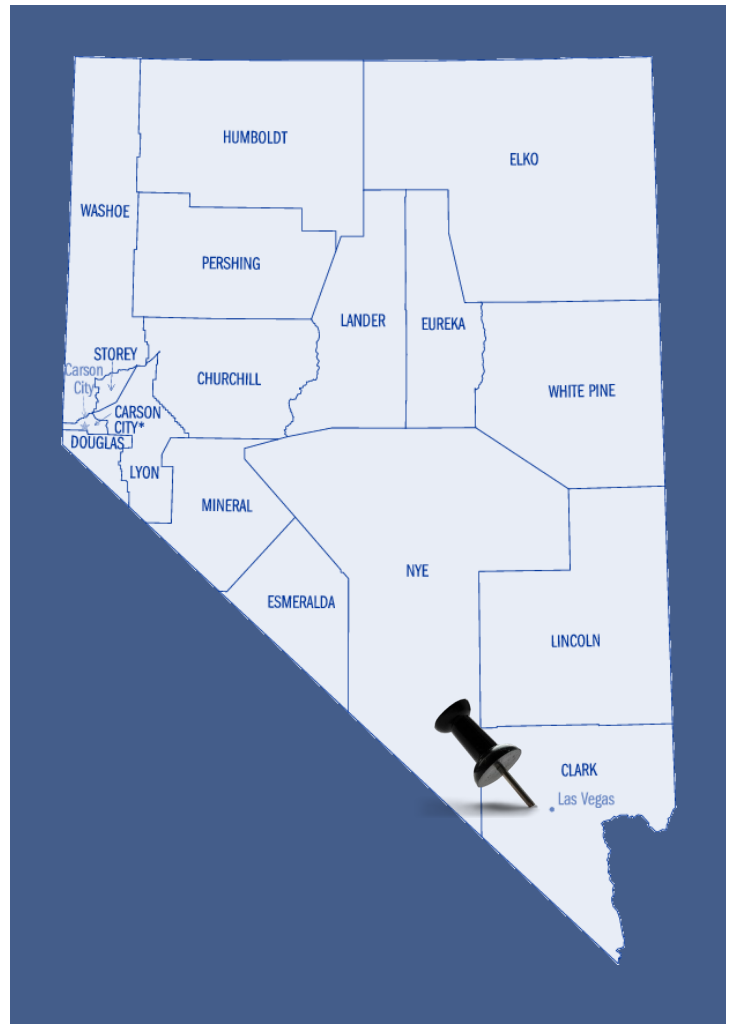 HUMBOLDT
ELKO
WASHOE
PERSHING
LANDER
EUREKA
STOREY
Carson
City
CHURCHILL
WHITE PINE
CARSON
CITY*
DOUGLAS
LYON
MINERAL
NYE
ESMERALDA
LINCOLN
CLARK
Las Vegas